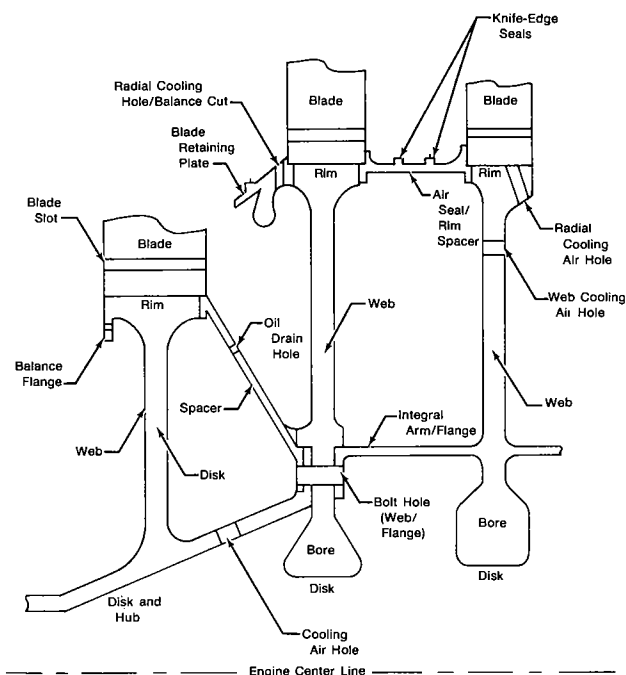 Knife-Edge
Seals
Radial Cooling
Hole/Balance Cut
Blade
Blade
Blade
Retaining
Plate
Rim
Rim
Air
Seal/
Rim
Spacer
Radial
Cooling
Air Hole
Blade
Slot
Blade
Web Cooling
Air Hole
Rim
Oil
Drain
Hole
Web
Web
Balance
Flange
Spacer
Integral
Arm/Flange
Web
Disk
Bolt Hole
(Web/
Flange)
Bore
Bore
Disk
Disk
Disk and
Hub
Cooling
Air Hole
Engine Center Line